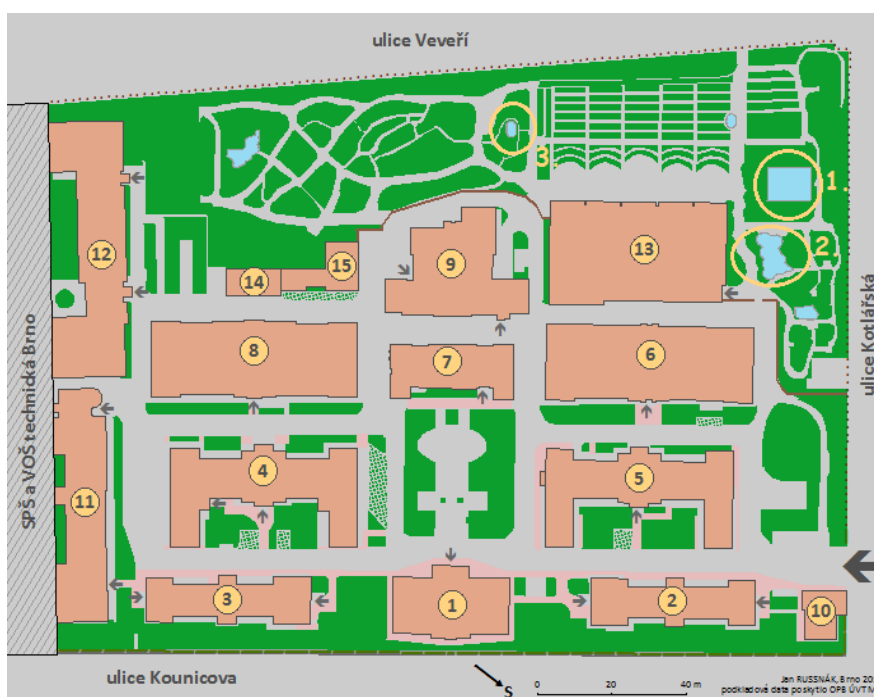 ulice Veveří
3.
1.
2.
12
14
15
9
13
8
7
6
SPŠ a VOŠ technická Brno
ulice Kotlářská
11
4
5
3
1
2
10
ulice Kounicova
S
0 20 40 m
Jan RUSSNÁK, Brno 20
podkladová data poskytlo OPB ÚVT M